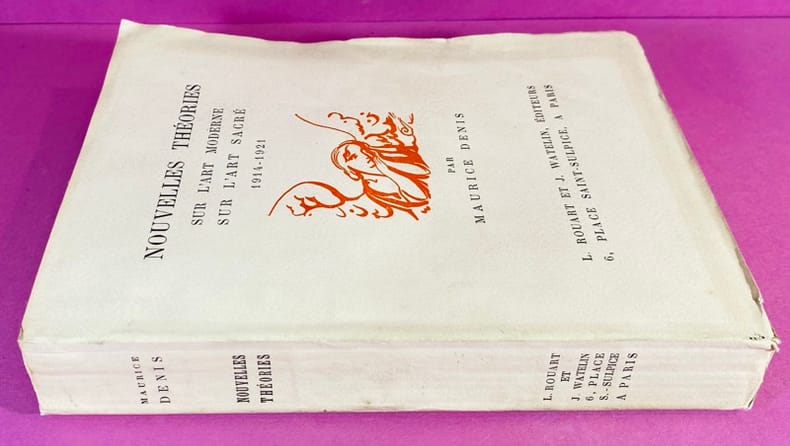 NOUVELLES THÉORIES
SUR L'ART MODERNE
SUR L'ART SACRÉ
1914-1921
PAR
MAURICE DENIS
L. ROUART ET J. WATELIN, ÉDITEURS
6, PLACE SAINT-SULPICE, A PARIS
MAURICE
DENIS
NOUVELLES
THÉORIES
L. ROUART
ET
J. WATELIN
6, PLACE
S.-SULPICE
A PARIS